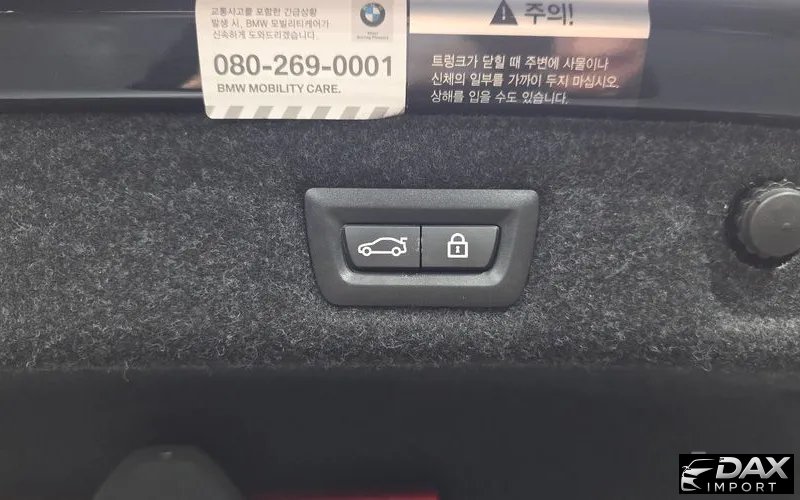 교통사고를 포함한 긴급상황
발생 시, BMW 모빌리티케어가
신속하게 도와드리겠습니다.
080-269-0001
BMW MOBILITY CARE.
주의!
트렁크가 닫힐 때 주변에 사물이나
신체의 일부를 가까이 두지 마십시오.
상해를 입을 수도 있습니다.
DAX
IMPORT